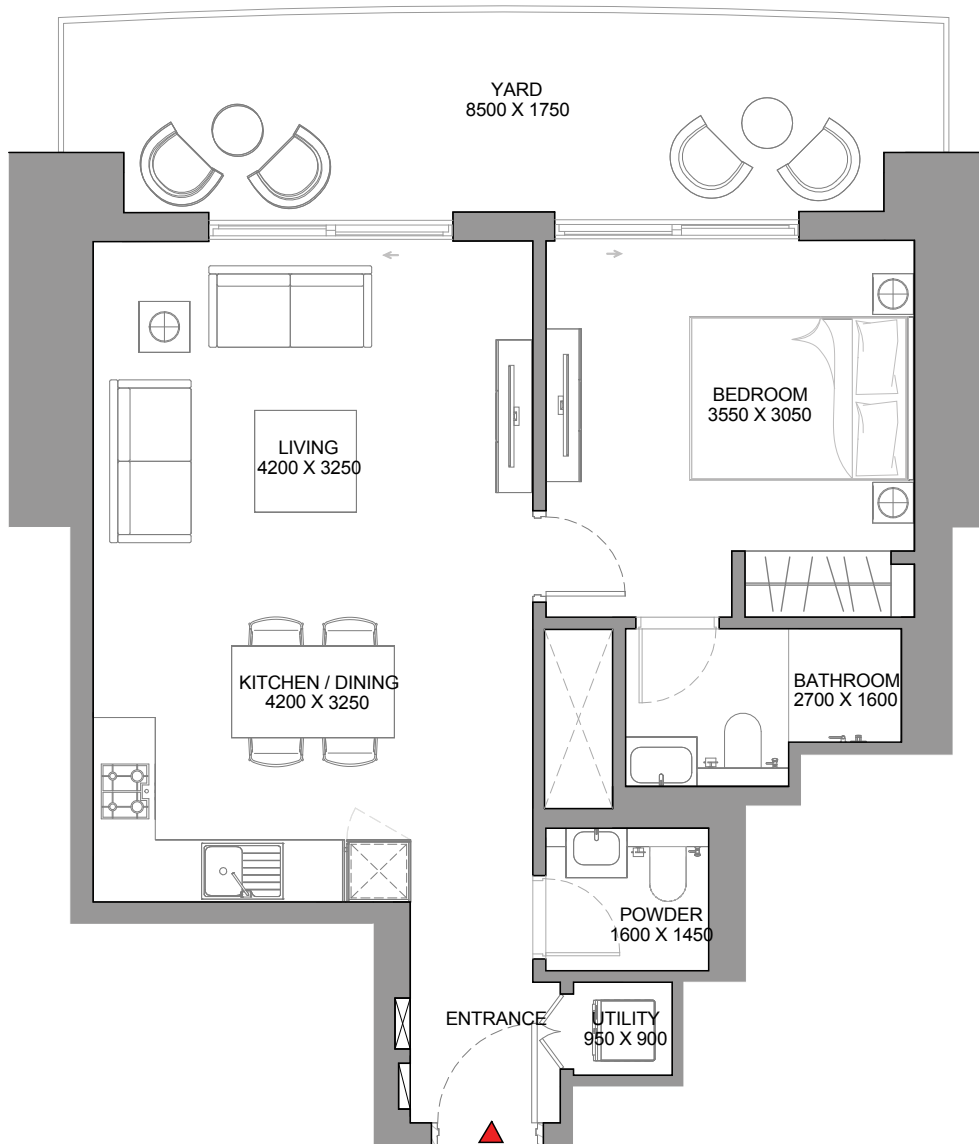 YARD
8500 X 1750
BEDROOM
3550 X 3050
LIVING
4200 X 3250
KITCHEN / DINING
4200 X 3250
BATHROOM
2700 X 1600
POWDER
1600 X 1450
ENTRANCE
UTILITY
950 X 900